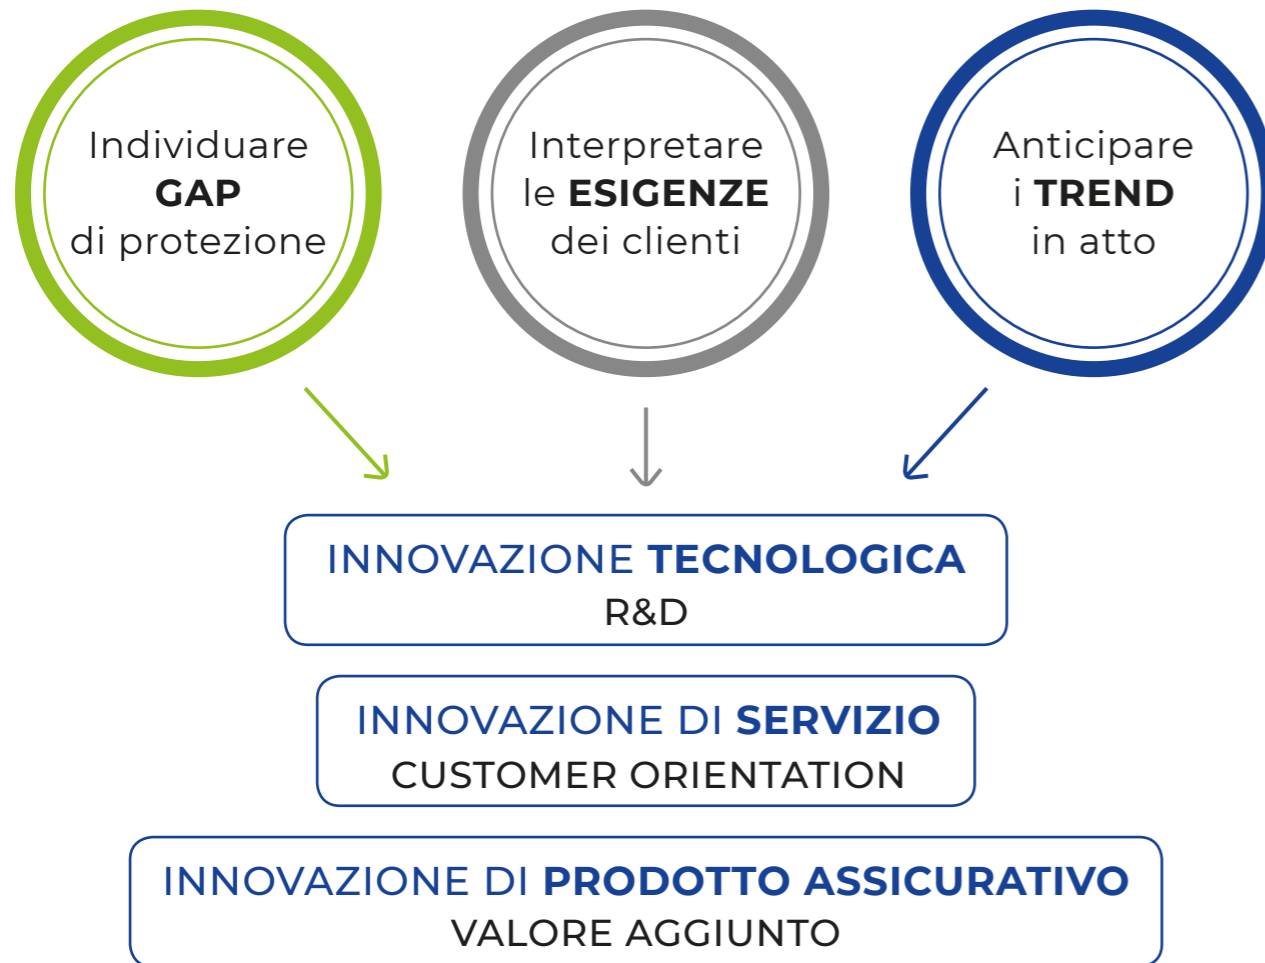 Individuare
GAP
di protezione
Interpretare
le ESIGENZE
dei clienti
Anticipare
i TREND
in atto
INNOVAZIONE TECNOLOGICA
R&D
INNOVAZIONE DI SERVIZIO
CUSTOMER ORIENTATION
INNOVAZIONE DI PRODOTTO ASSICURATIVO
VALORE AGGIUNTO